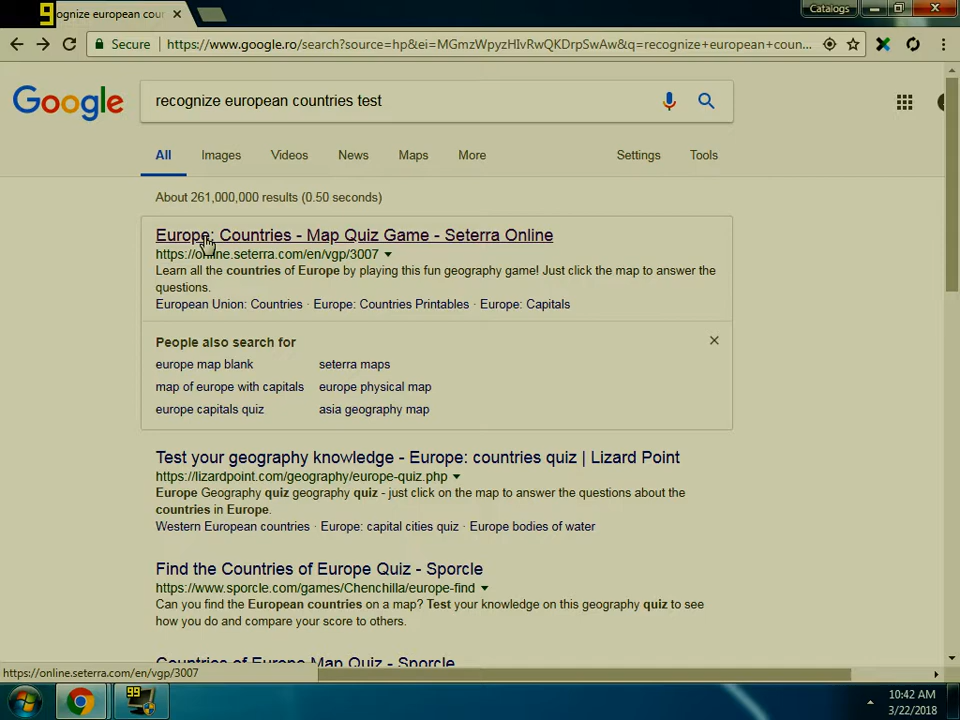 99
ognize european cou
Catalogs
Secure
https://www.google.ro/search?source=hp&ei=MGmzWpyzHIvRwQKDrpSwAw&q=recognize+european+coun...
Google
recognize european countries test
All Images Videos News Maps More Settings Tools
About 261,000,000 results (0.50 seconds)
Europe: Countries - Map Quiz Game - Seterra Online
https://online.seterra.com/en/vgp/3007
Learn all the countries of Europe by playing this fun geography game! Just click the map to answer the
questions.
European Union: Countries · Europe: Countries Printables · Europe: Capitals
People also search for
europe map blank seterra maps
map of europe with capitals europe physical map
europe capitals quiz asia geography map
Test your geography knowledge - Europe: countries quiz | Lizard Point
https://lizardpoint.com/geography/europe-quiz.php
Europe Geography quiz geography quiz - just click on the map to answer the questions about the
countries in Europe.
Western European countries · Europe: capital cities quiz · Europe bodies of water
Find the Countries of Europe Quiz - Sporcle
https://www.sporcle.com/games/Chenchilla/europe-find
Can you find the European countries on a map? Test your knowledge on this geography quiz to see
how you do and compare your score to others.
Countries of Europe Map Quiz - Sporcle
https://online.seterra.com/en/vgp/3007
99
10:42 AM
3/22/2018